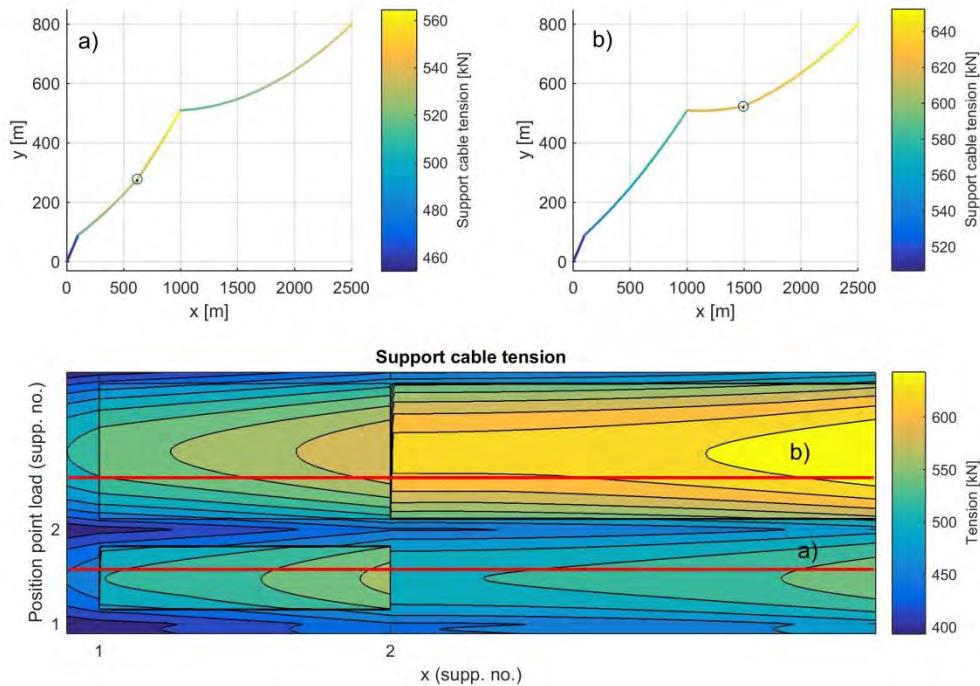 a)
y [m]
800
600
400
200
0
0 500 1000 1500 2000 2500
x [m]
560
540
520
500
480
460
Support cable tension [kN]
b)
y [m]
800
600
400
200
0
0 500 1000 1500 2000 2500
x [m]
640
620
600
580
560
540
520
Support cable tension [kN]
Support cable tension
Position point load (supp. no.)
2
1
b)
a)
1 2
x (supp. no.)
600
550
500
450
400
Tension [kN]